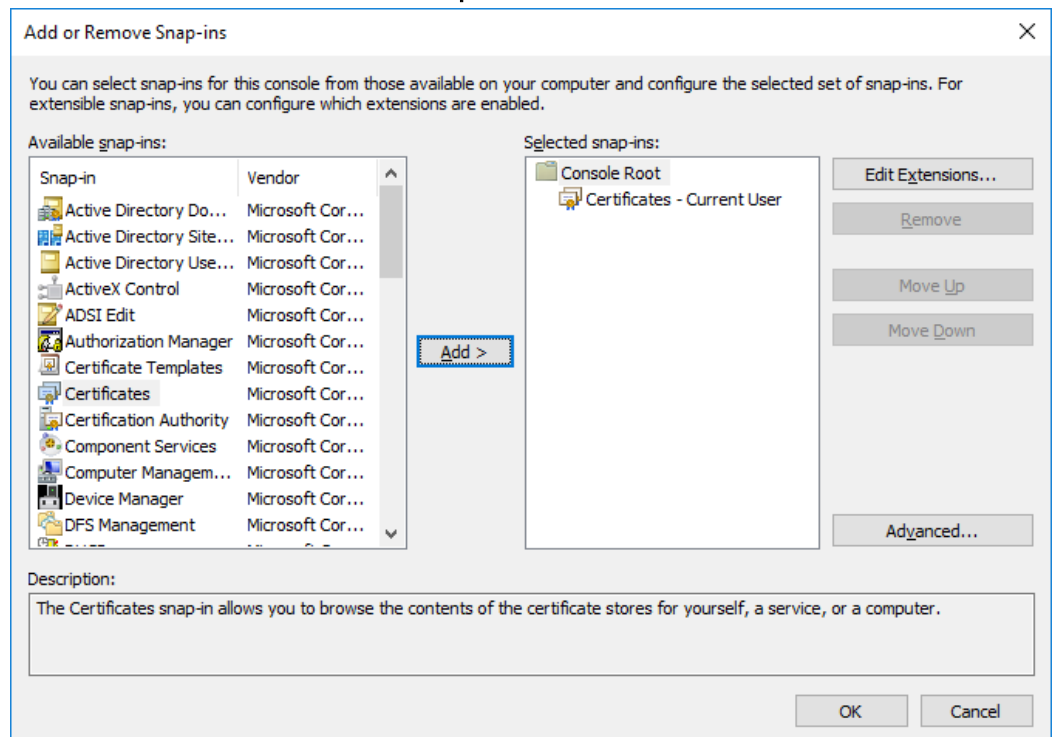 Add or Remove Snap-ins
You can select snap-ins for this console from those available on your computer and configure the selected set of snap-ins. For
extensible snap-ins, you can configure which extensions are enabled.
Available snap-ins:
Snap-in Vendor
Active Directory Do... Microsoft Cor...
Active Directory Site... Microsoft Cor...
Active Directory Use... Microsoft Cor...
ActiveX Control Microsoft Cor...
ADSI Edit Microsoft Cor...
Authorization Manager Microsoft Cor...
Certificate Templates Microsoft Cor...
Certificates Microsoft Cor...
Certification Authority Microsoft Cor...
Component Services Microsoft Cor...
Computer Managem... Microsoft Cor...
Device Manager Microsoft Cor...
DFS Management Microsoft Cor...
Add >
Selected snap-ins:
Console Root
Certificates - Current User
Edit Extensions...
Remove
Move Up
Move Down
Advanced...
Description:
The Certificates snap-in allows you to browse the contents of the certificate stores for yourself, a service, or a computer.
OK
Cancel